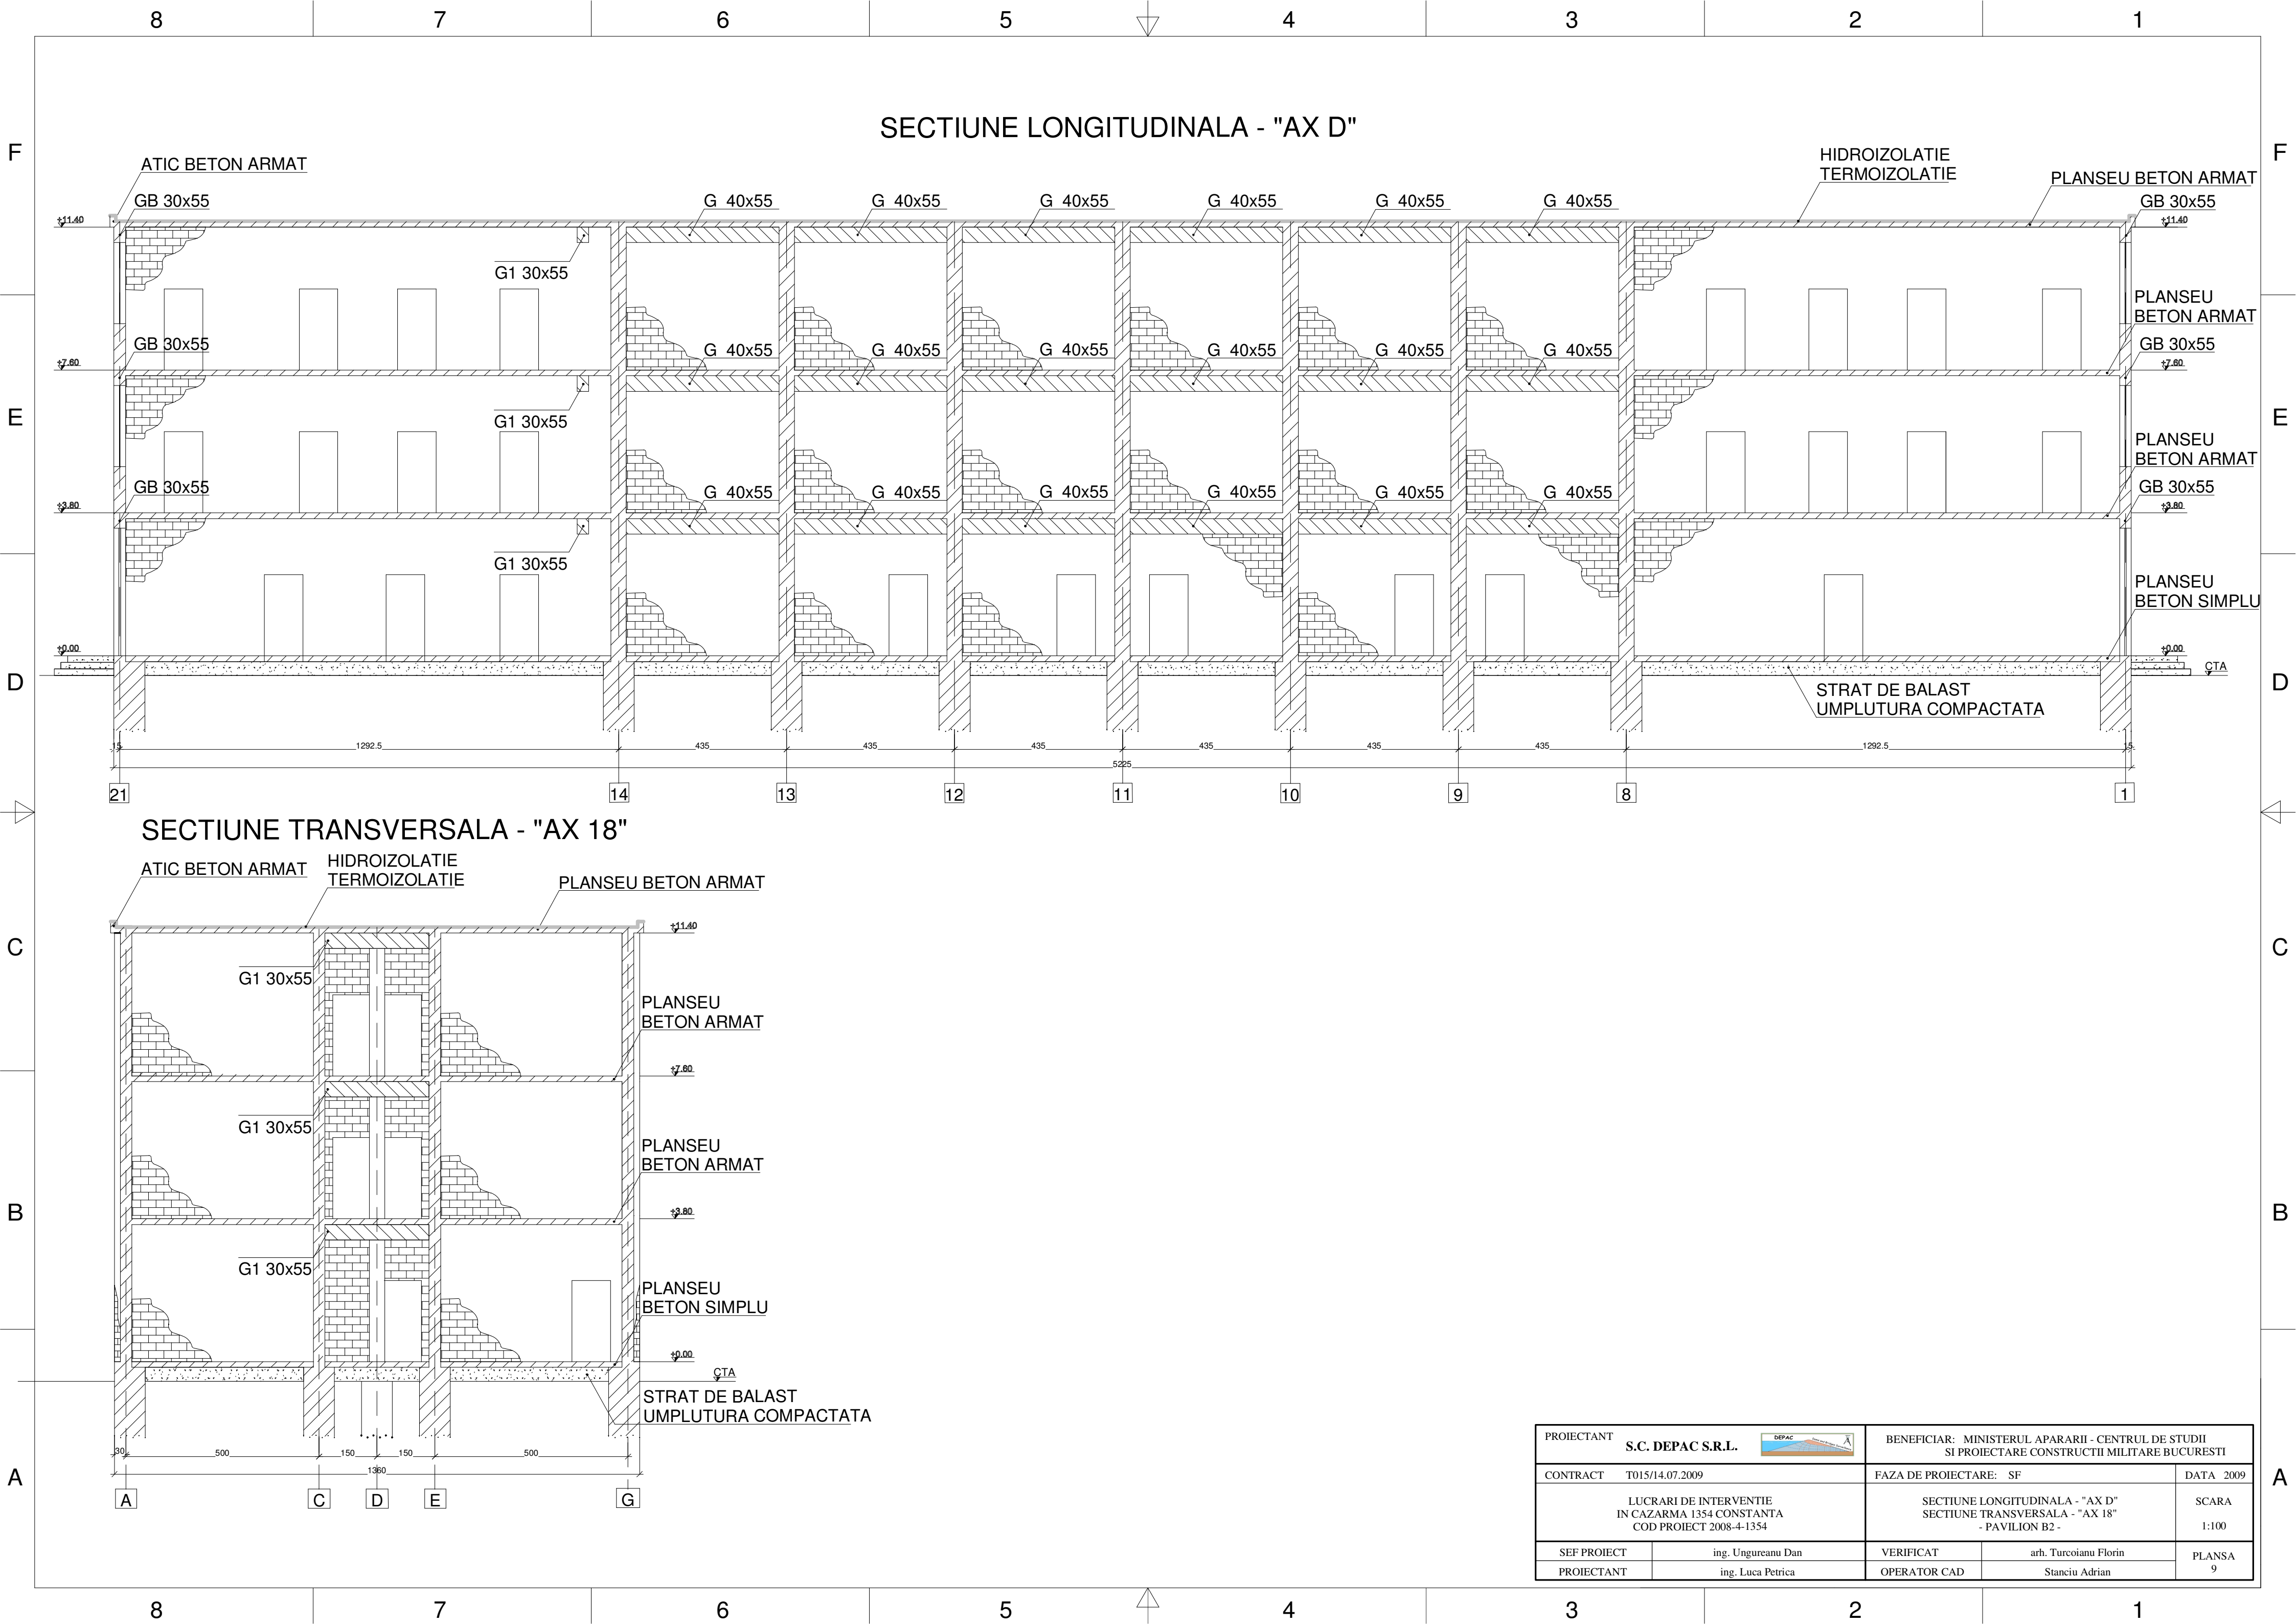 8 7 6 5 4 3 2 1
SECTIUNE LONGITUDINALA - "AX D"
F F
ATIC BETON ARMAT
HIDROIZOLATIE
TERMOIZOLATIE
PLANSEU BETON ARMAT
GB 30x55 G 40x55 G 40x55 G 40x55 G 40x55 G 40x55 G 40x55 GB 30x55
+11.40 +11.40
G1 30x55
PLANSEU
BETON ARMAT
GB 30x55 G 40x55 G 40x55 G 40x55 G 40x55 G 40x55 G 40x55 GB 30x55
+7.60 +7.60
E E
G1 30x55
PLANSEU
BETON ARMAT
GB 30x55 G 40x55 G 40x55 G 40x55 G 40x55 G 40x55 G 40x55 GB 30x55
+3.80 +3.80
G1 30x55
PLANSEU
BETON SIMPLU
+0.00 +0.00
CTA
D D
STRAT DE BALAST
UMPLUTURA COMPACTATA
15 1292.5 435 435 435 435 435 435 1292.5 15
5225
21 14 13 12 11 10 9 8 1
SECTIUNE TRANSVERSALA - "AX 18"
ATIC BETON ARMAT
HIDROIZOLATIE
TERMOIZOLATIE
PLANSEU BETON ARMAT
+11.40
C C
G1 30x55
PLANSEU
BETON ARMAT
+7.60
G1 30x55
PLANSEU
BETON ARMAT
+3.80
B B
G1 30x55
PLANSEU
BETON SIMPLU
+0.00
CTA
STRAT DE BALAST
UMPLUTURA COMPACTATA
30 500 150 150 500
1360
A C D E G
A A
PROIECTANT S.C. DEPAC S.R.L.
DEPAC
BENEFICIAR: MINISTERUL APARARII - CENTRUL DE STUDII
SI PROIECTARE CONSTRUCTII MILITARE BUCURESTI
CONTRACT T015/14.07.2009
FAZA DE PROIECTARE: SF
DATA 2009
LUCRARI DE INTERVENTIE
IN CAZARMA 1354 CONSTANTA
COD PROIECT 2008-4-1354
SECTIUNE LONGITUDINALA - "AX D"
SECTIUNE TRANSVERSALA - "AX 18"
- PAVILION B2 -
SCARA
1:100
SEF PROIECT ing. Ungureanu Dan
VERIFICAT arh. Turcoianu Florin
PROIECTANT ing. Luca Petrica
OPERATOR CAD Stanciu Adrian
PLANSA
9
8 7 6 5 4 3 2 1